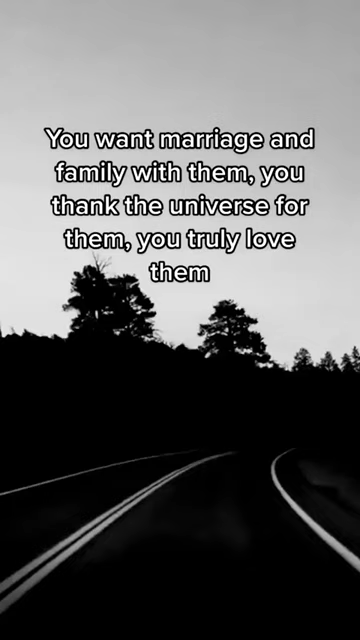 You want marriage and
family with them, you
thank the universe for
them, you truly love
them